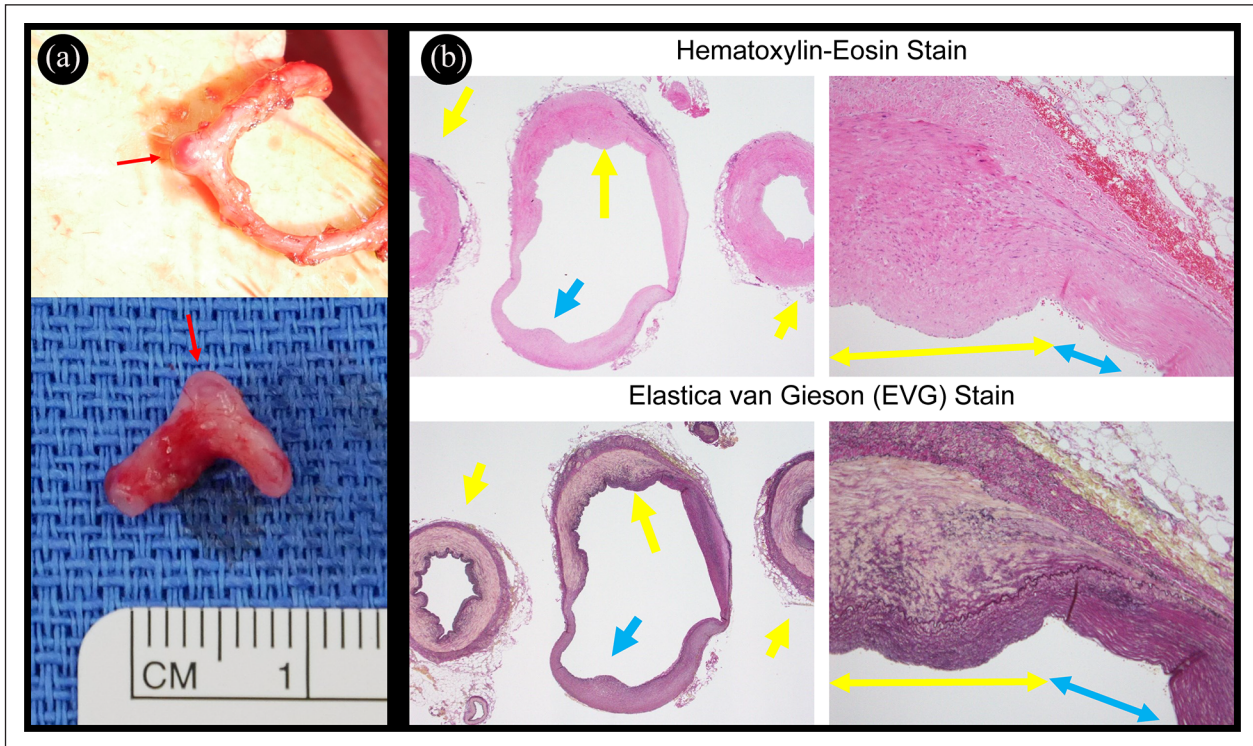 (a)
(b)
Hematoxylin-Eosin Stain
Elastica van Gieson (EVG) Stain
CM 1